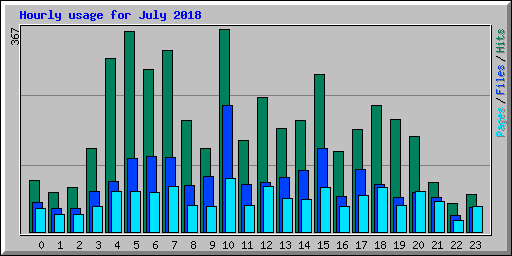 Hourly usage for July 2018
367
Pages/Files/Hits
0 1 2 3 4 5 6 7 8 9 10 11 12 13 14 15 16 17 18 19 20 21 22 23